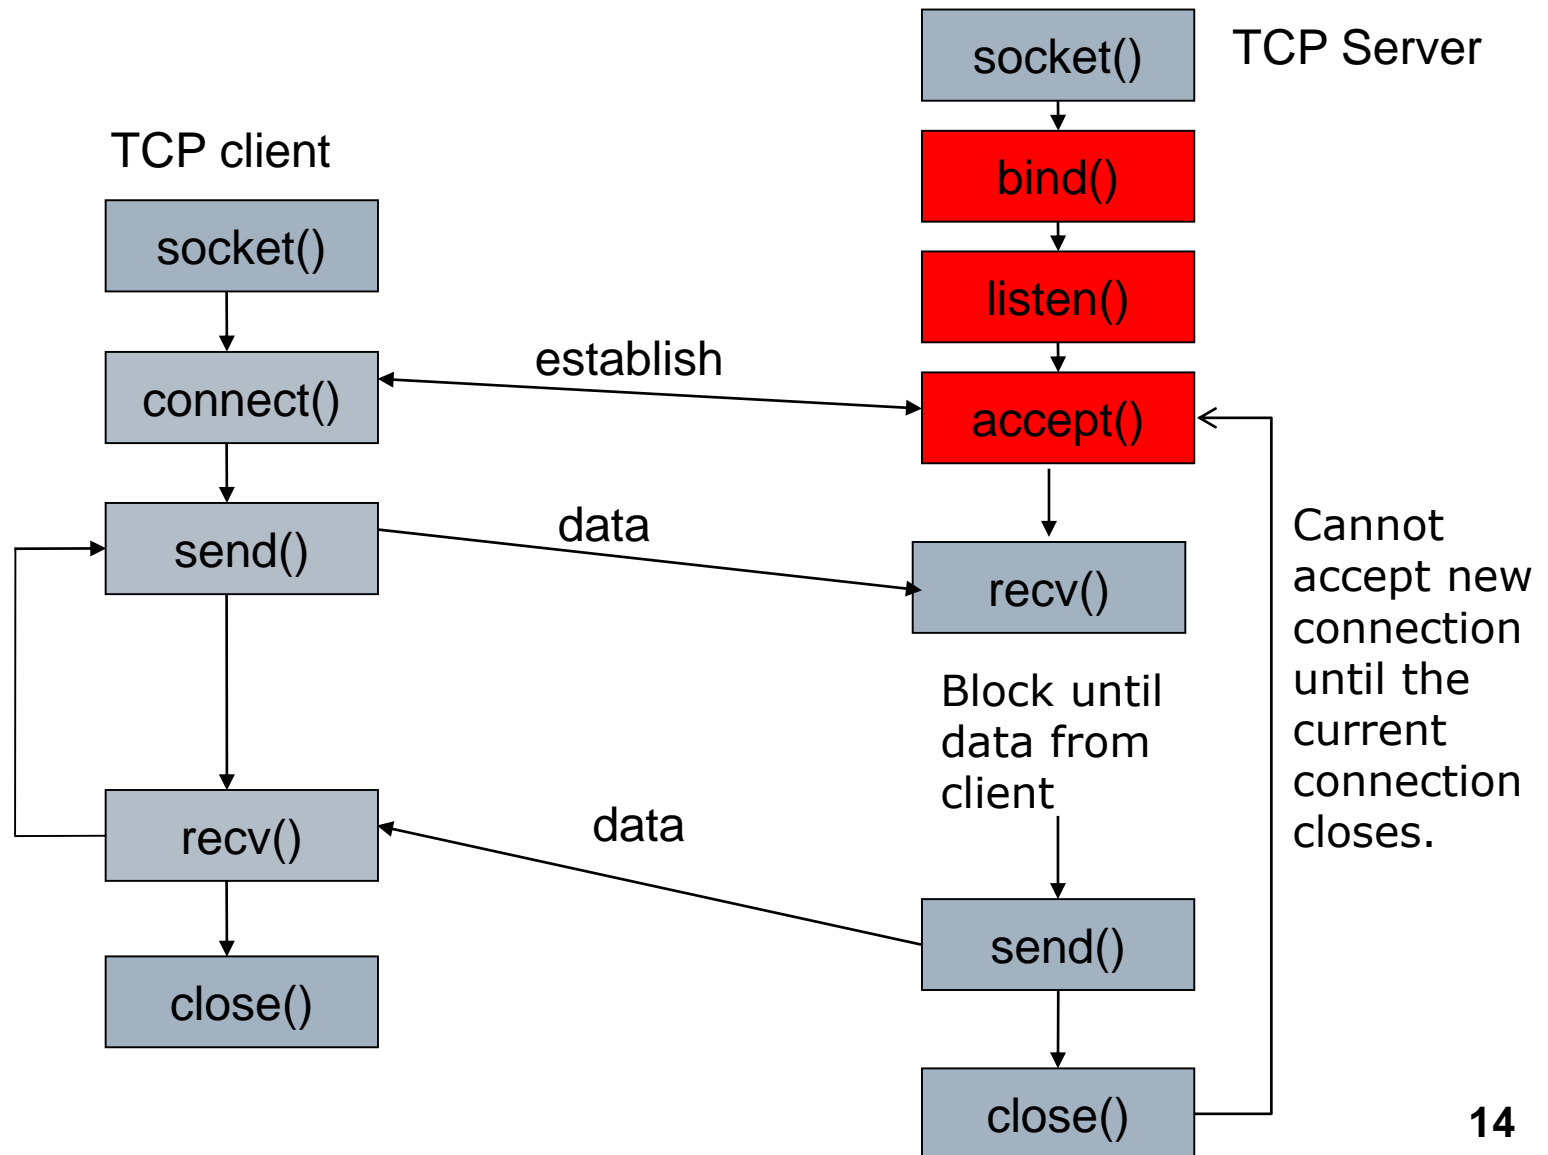 TCP client
socket()
connect()
send()
recv()
close()
establish
data
data
TCP Server
socket()
bind()
listen()
accept()
recv()
Block until
data from
client
send()
close()
Cannot
accept new
connection
until the
current
connection
closes.
14